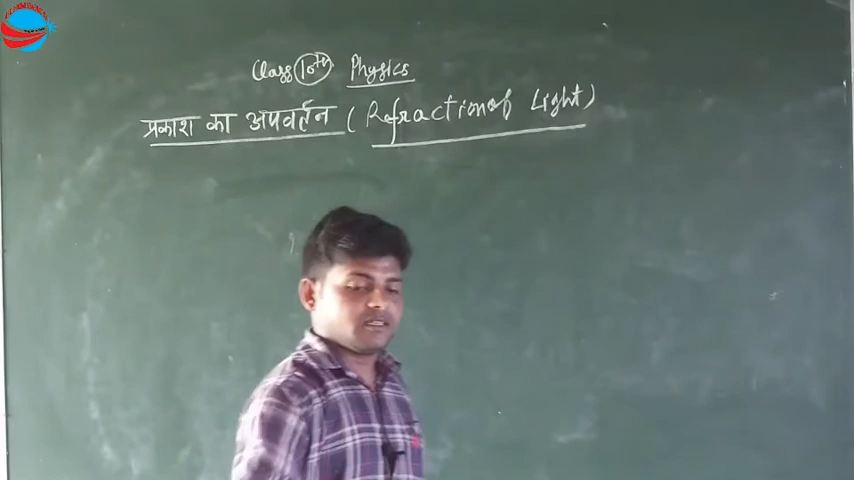 Class 10th Physics
प्रकाश का अपवर्तन (Refraction of Light)